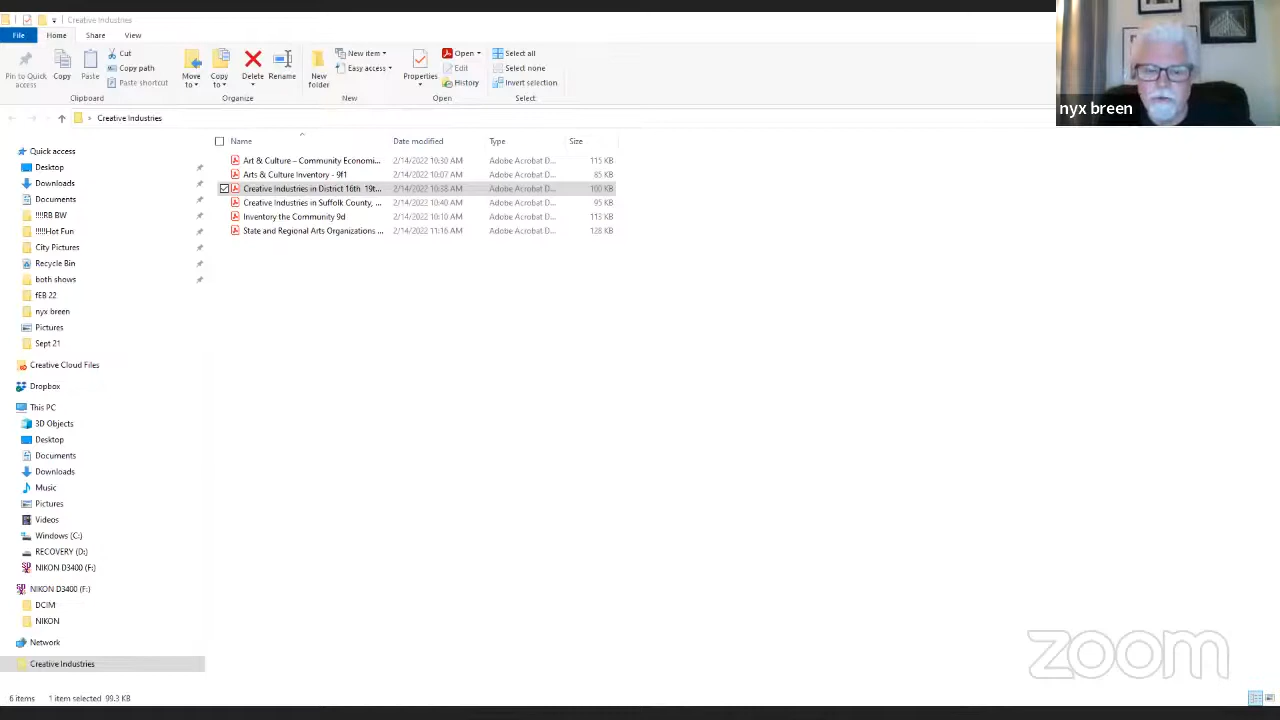 Creative Industries
File Home Share View
Pin to Quick access
Copy
Paste
Cut
Copy path
Paste shortcut
Clipboard
Move to
Copy to
Delete
Rename
Organize
New folder
New item
Easy access
New
Properties
Open
Edit
History
Open
Select all
Select none
Invert selection
Select
nyx breen
Creative Industries
Name Date modified Type Size
Art & Culture – Community Economi... 2/14/2022 10:30 AM Adobe Acrobat D... 115 KB
Arts & Culture Inventory - 9f1 2/14/2022 10:07 AM Adobe Acrobat D... 85 KB
Creative Industries in District 16th 19t... 2/14/2022 10:38 AM Adobe Acrobat D... 100 KB
Creative Industries in Suffolk County, ... 2/14/2022 10:40 AM Adobe Acrobat D... 95 KB
Inventory the Community 9d 2/14/2022 10:10 AM Adobe Acrobat D... 113 KB
State and Regional Arts Organizations ... 2/14/2022 11:16 AM Adobe Acrobat D... 128 KB
Quick access
Desktop
Downloads
Documents
!!!!RB BW
!!!!!Hot Fun
City Pictures
Recycle Bin
both shows
fEB 22
nyx breen
Pictures
Sept 21
Creative Cloud Files
Dropbox
This PC
3D Objects
Desktop
Documents
Downloads
Music
Pictures
Videos
Windows (C:)
RECOVERY (D:)
NIKON D3400 (F:)
NIKON D3400 (F:)
DCIM
NIKON
Network
Creative Industries
zoom
6 items 1 item selected 99.3 KB